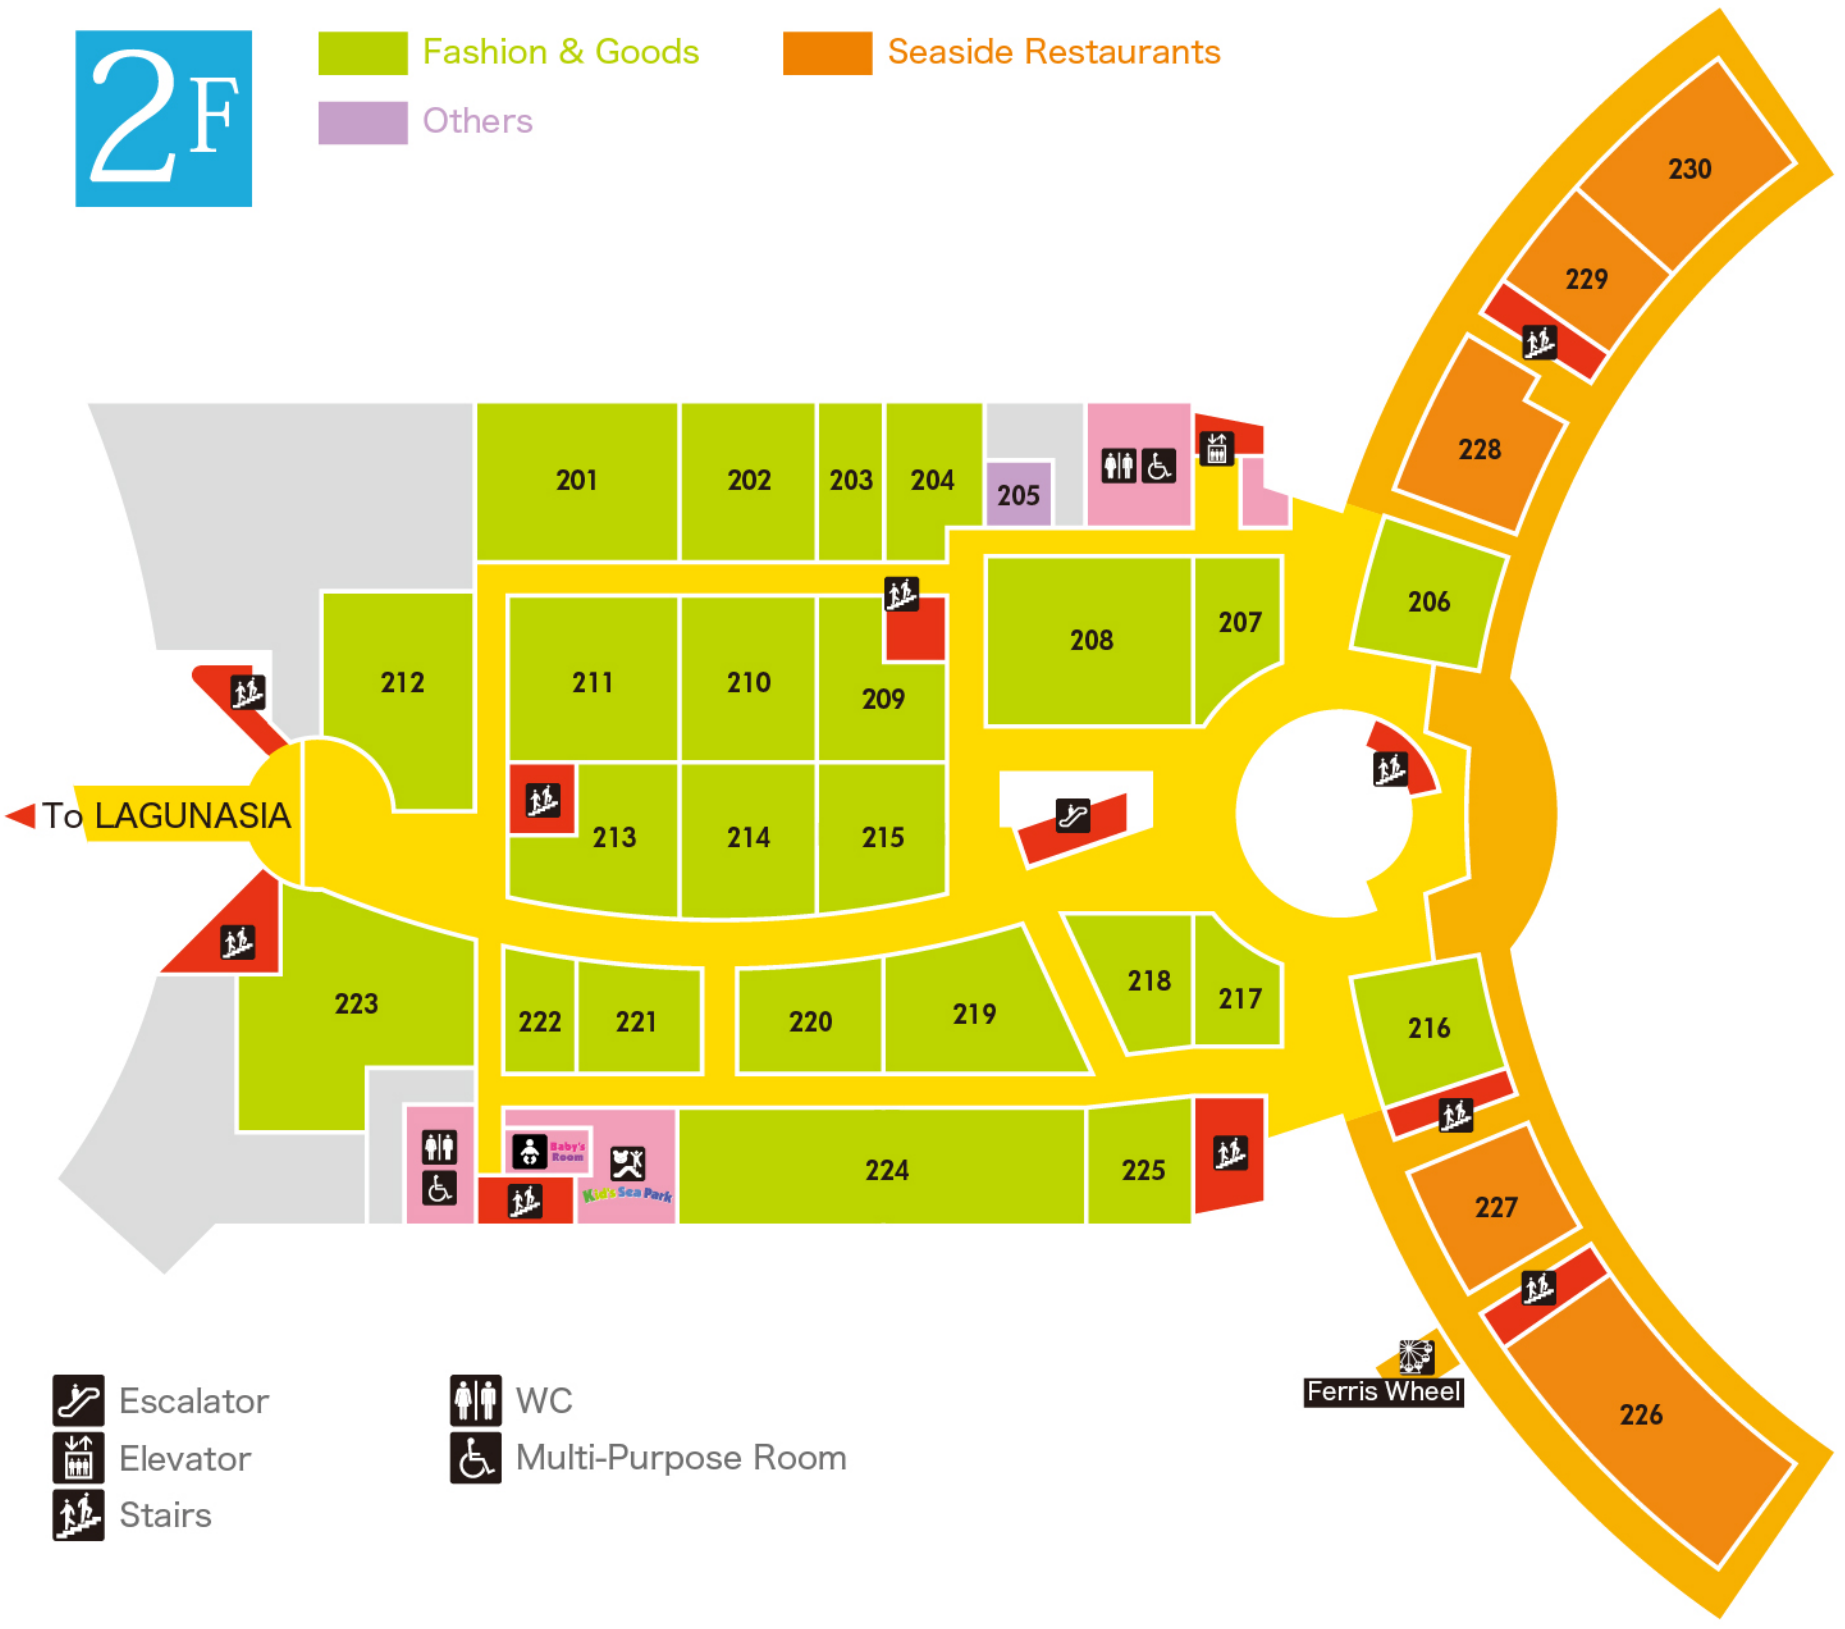 2F
Fashion & Goods
Seaside Restaurants
Others
230
229
228
201
202
203
204
205
206
207
208
212
211
210
209
To LAGUNASIA
213
214
215
218
217
216
223
222
221
220
219
Baby's
Room
Kid's Sea Park
224
225
227
226
Ferris Wheel
Escalator
WC
Elevator
Multi-Purpose Room
Stairs